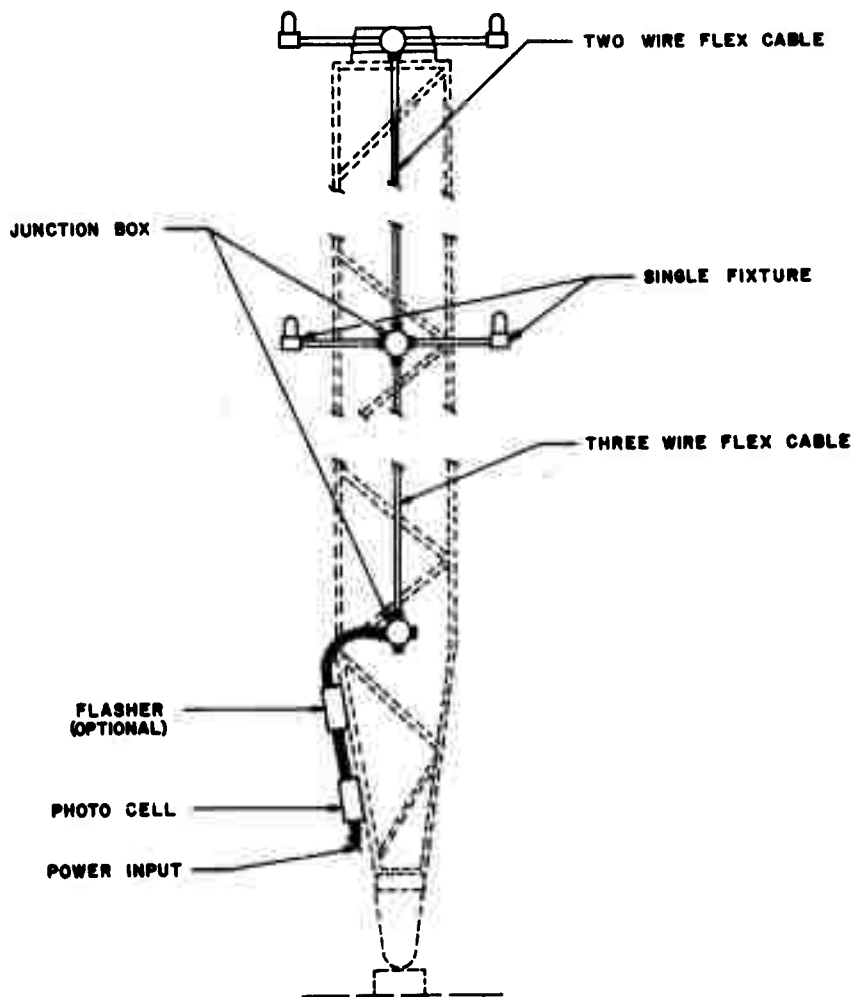 TWO WIRE FLEX CABLE
JUNCTION BOX
SINGLE FIXTURE
THREE WIRE FLEX CABLE
FLASHER
(OPTIONAL)
PHOTO CELL
POWER INPUT